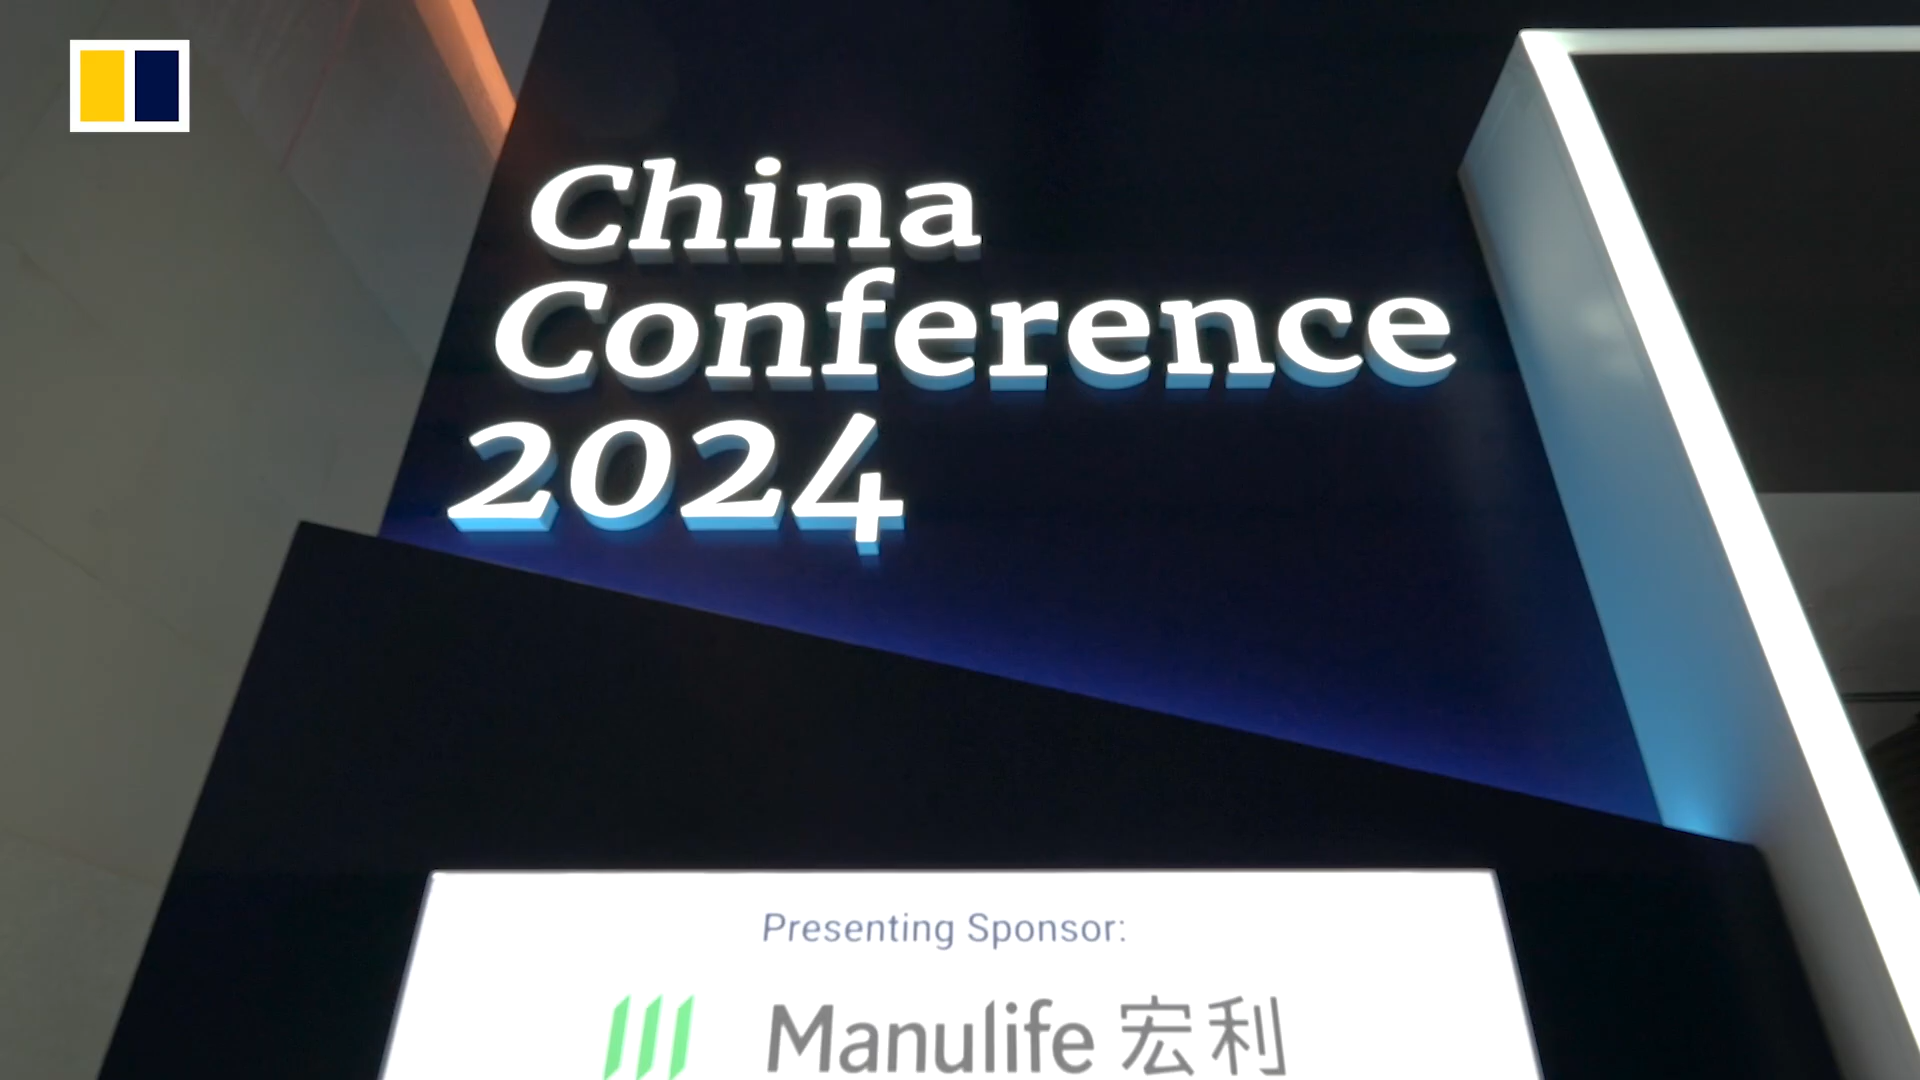 China
Conference
2024
Presenting Sponsor:
Manulife 宏利